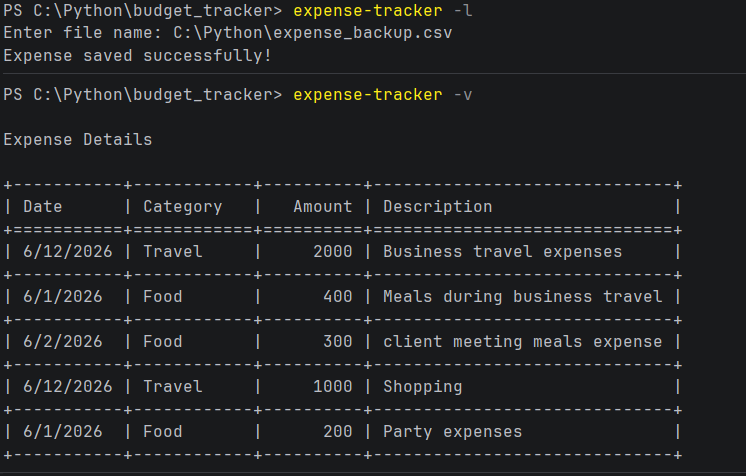 PS C:\Python\budget_tracker> expense-tracker -l
Enter file name: C:\Python\expense_backup.csv
Expense saved successfully!
PS C:\Python\budget_tracker> expense-tracker -v
Expense Details
+-----------+------------+----------+------------------------------+
| Date      | Category   |   Amount | Description                  |
+===========+============+==========+==============================+
| 6/12/2026 | Travel     |     2000 | Business travel expenses     |
+-----------+------------+----------+------------------------------+
| 6/1/2026  | Food       |      400 | Meals during business travel |
+-----------+------------+----------+------------------------------+
| 6/2/2026  | Food       |      300 | client meeting meals expense |
+-----------+------------+----------+------------------------------+
| 6/12/2026 | Travel     |     1000 | Shopping                     |
+-----------+------------+----------+------------------------------+
| 6/1/2026  | Food       |      200 | Party expenses               |
+-----------+------------+----------+------------------------------+